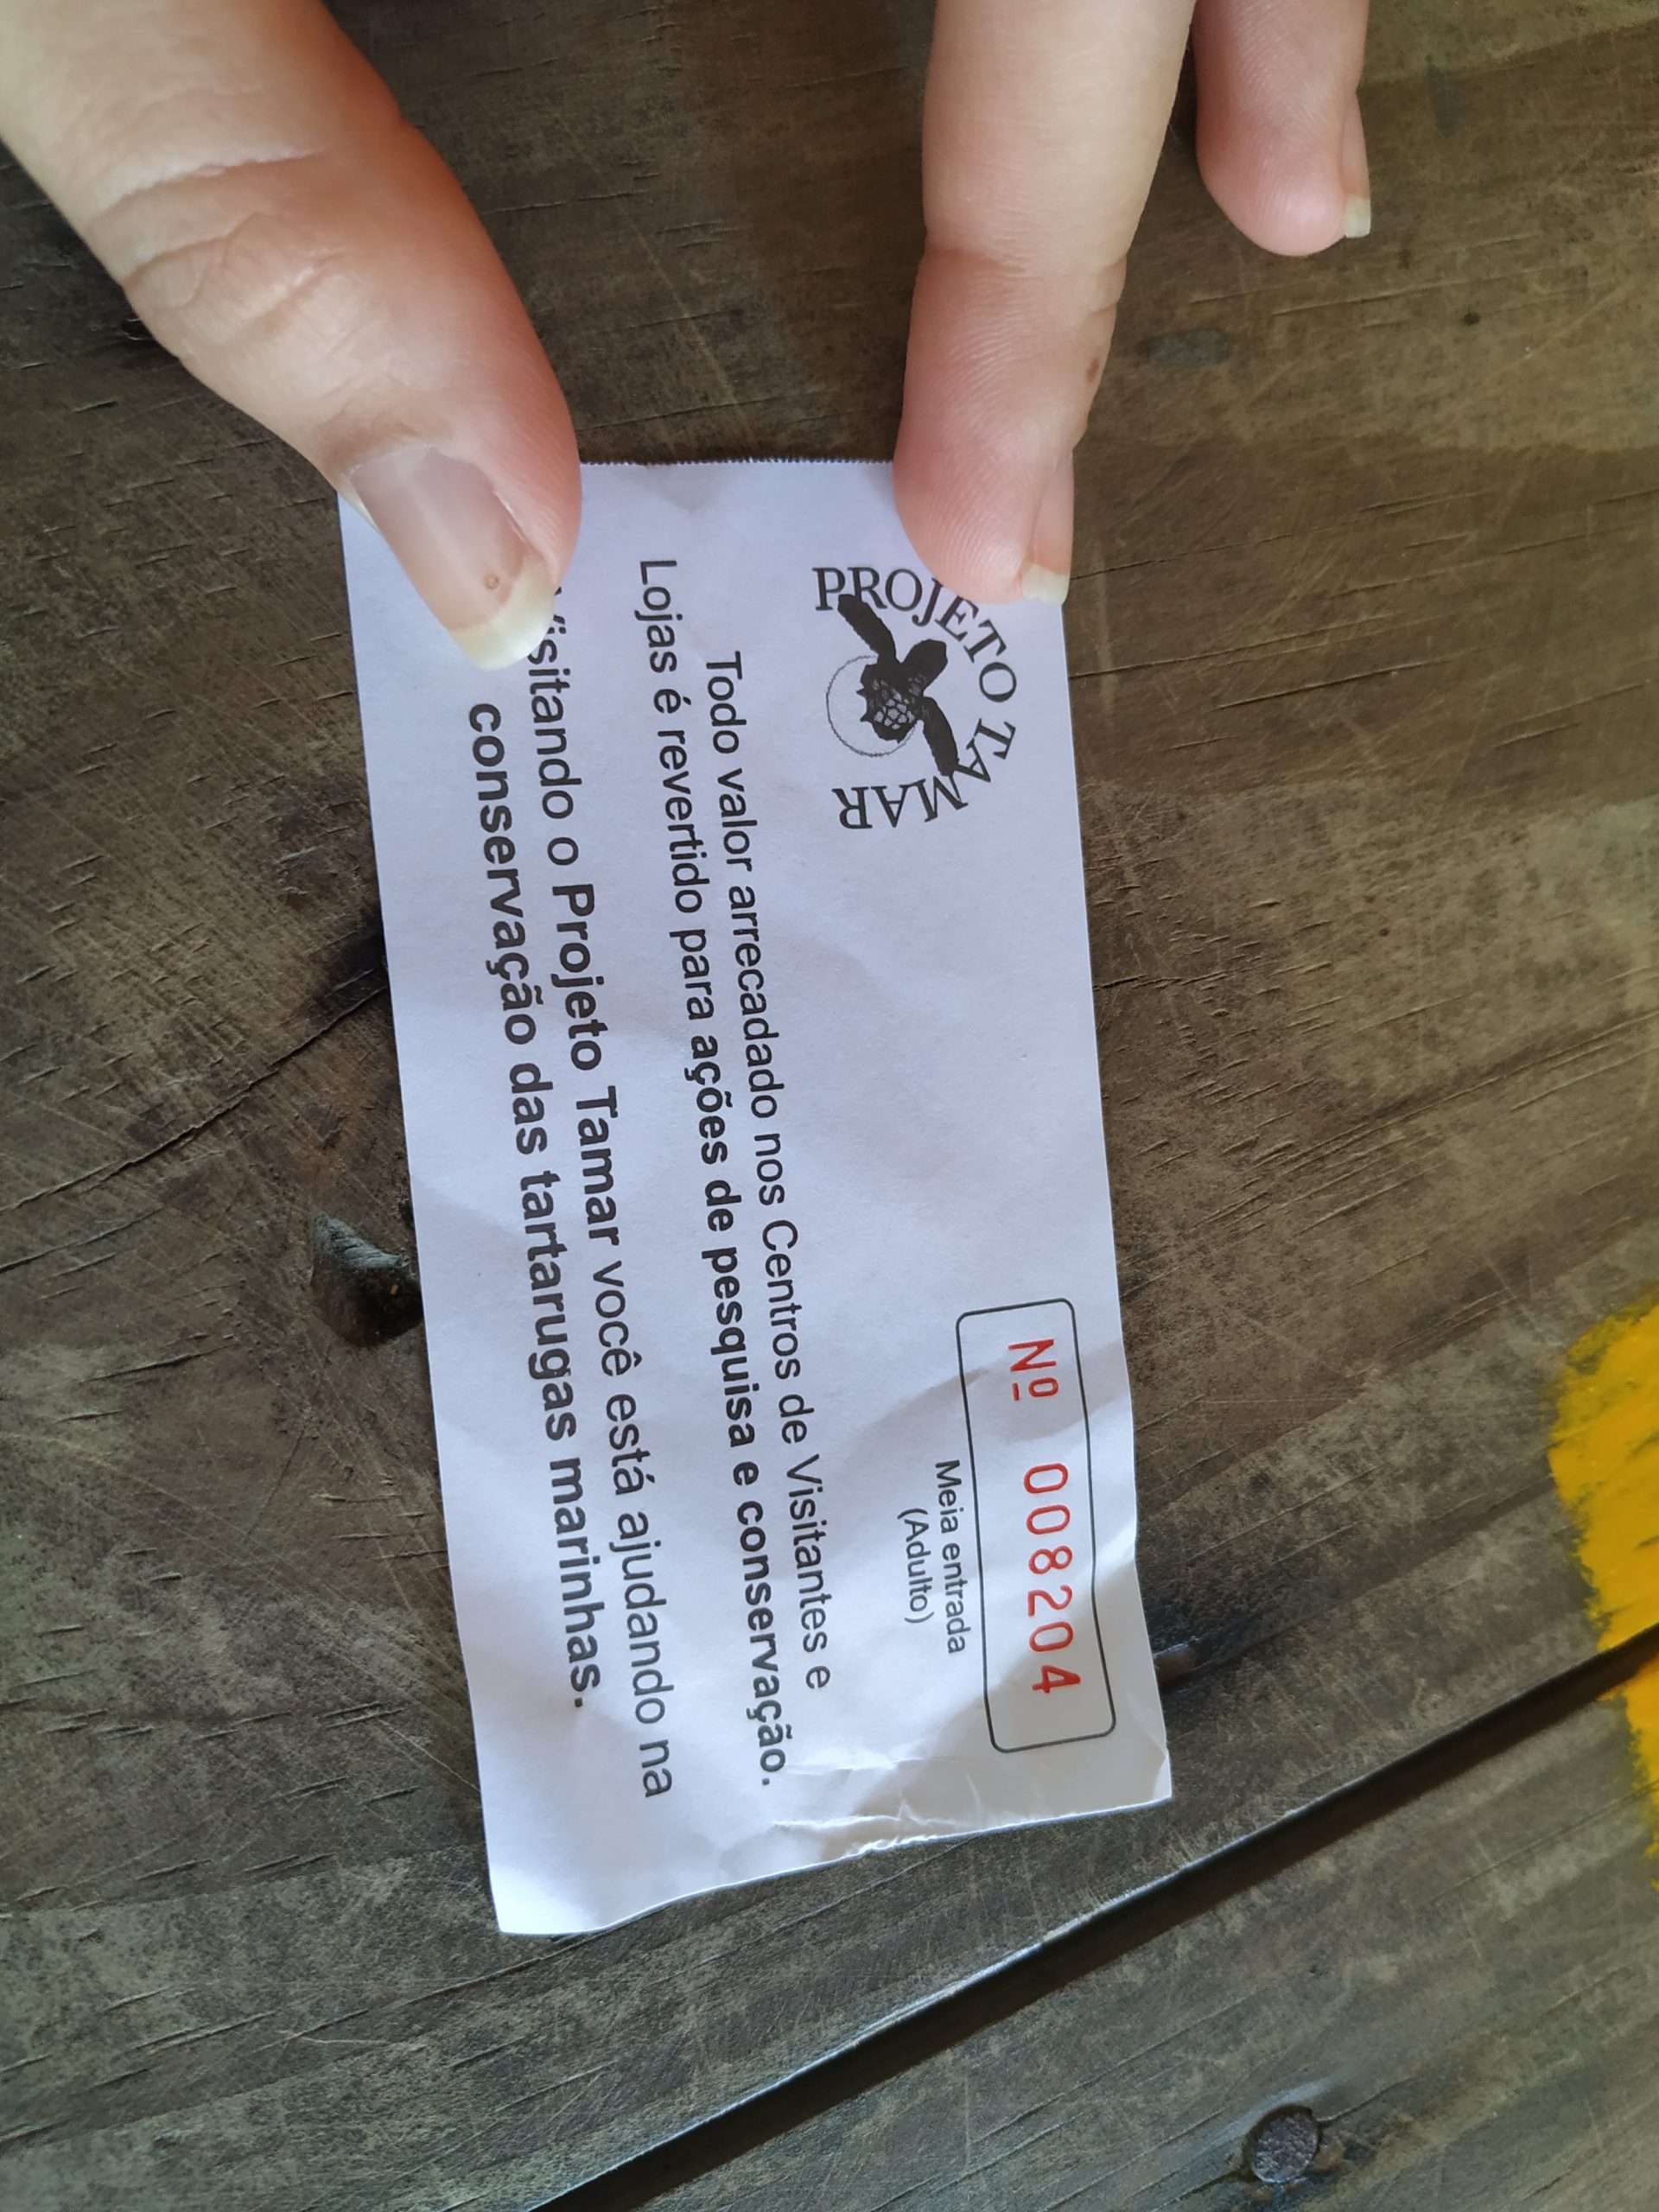 PROJETO TAMAR
Nº 008204
Meia entrada
(Adulto)
Todo valor arrecadado nos Centros de Visitantes e
Lojas é revertido para ações de pesquisa e conservação.
Visitando o Projeto Tamar você está ajudando na
conservação das tartarugas marinhas.